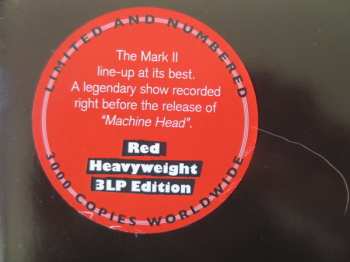 LIMITED AND NUMBERED
The Mark II
line-up at its best.
A legendary show recorded
right before the release of
"Machine Head".
Red
Heavyweight
3LP Edition
3000 COPIES WORLDWIDE